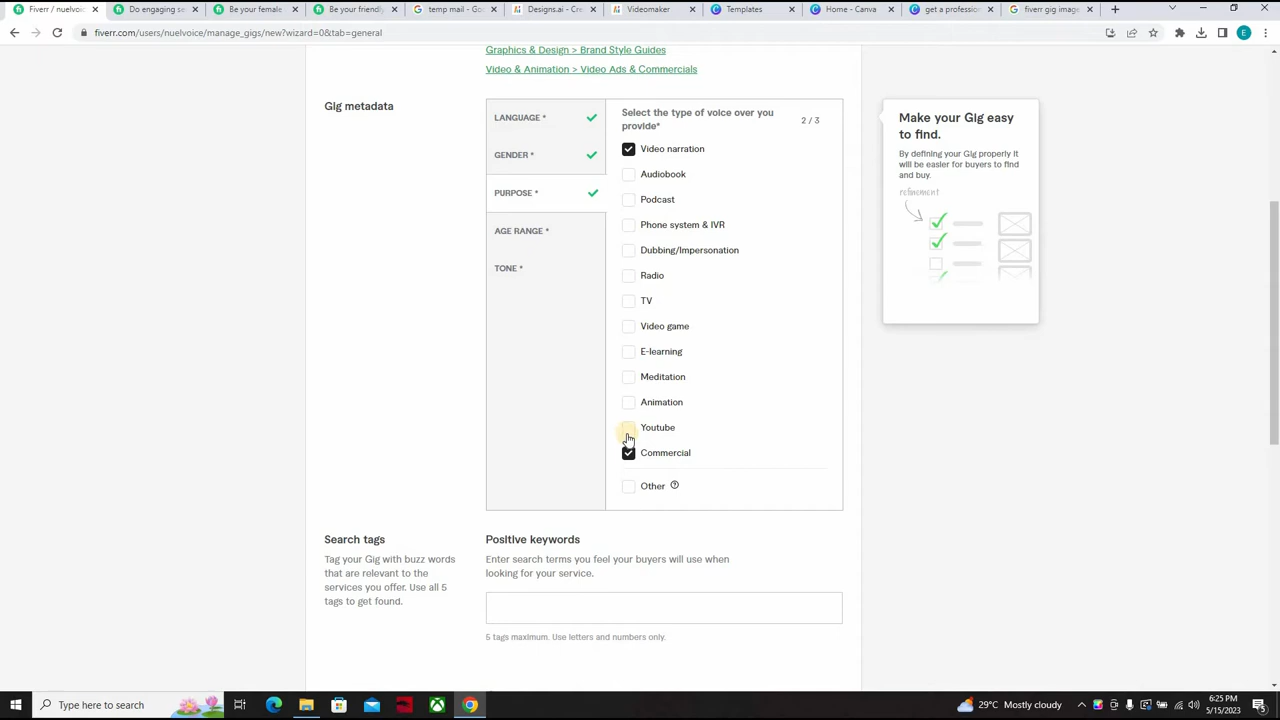 Fiverr / nuelvoice
Do engaging se
Be your female
Be your friendly
temp mail - Goo
Designs.ai - Cre
Videomaker
Templates
Home - Canva
get a profession
fiverr gig image
fiverr.com/users/nuelvoice/manage_gigs/new?wizard=0&tab=general
E
Graphics & Design > Brand Style Guides
Video & Animation > Video Ads & Commercials
Gig metadata
LANGUAGE *
GENDER *
PURPOSE *
AGE RANGE *
TONE *
Select the type of voice over you
provide*
2 / 3
Video narration
Audiobook
Podcast
Phone system & IVR
Dubbing/Impersonation
Radio
TV
Video game
E-learning
Meditation
Animation
Youtube
Commercial
Other
Make your Gig easy
to find.
By defining your Gig properly it
will be easier for buyers to find
and buy.
refinement
Search tags
Tag your Gig with buzz words
that are relevant to the
services you offer. Use all 5
tags to get found.
Positive keywords
Enter search terms you feel your buyers will use when
looking for your service.
5 tags maximum. Use letters and numbers only.
Type here to search
29°C Mostly cloudy
6:25 PM
5/15/2023